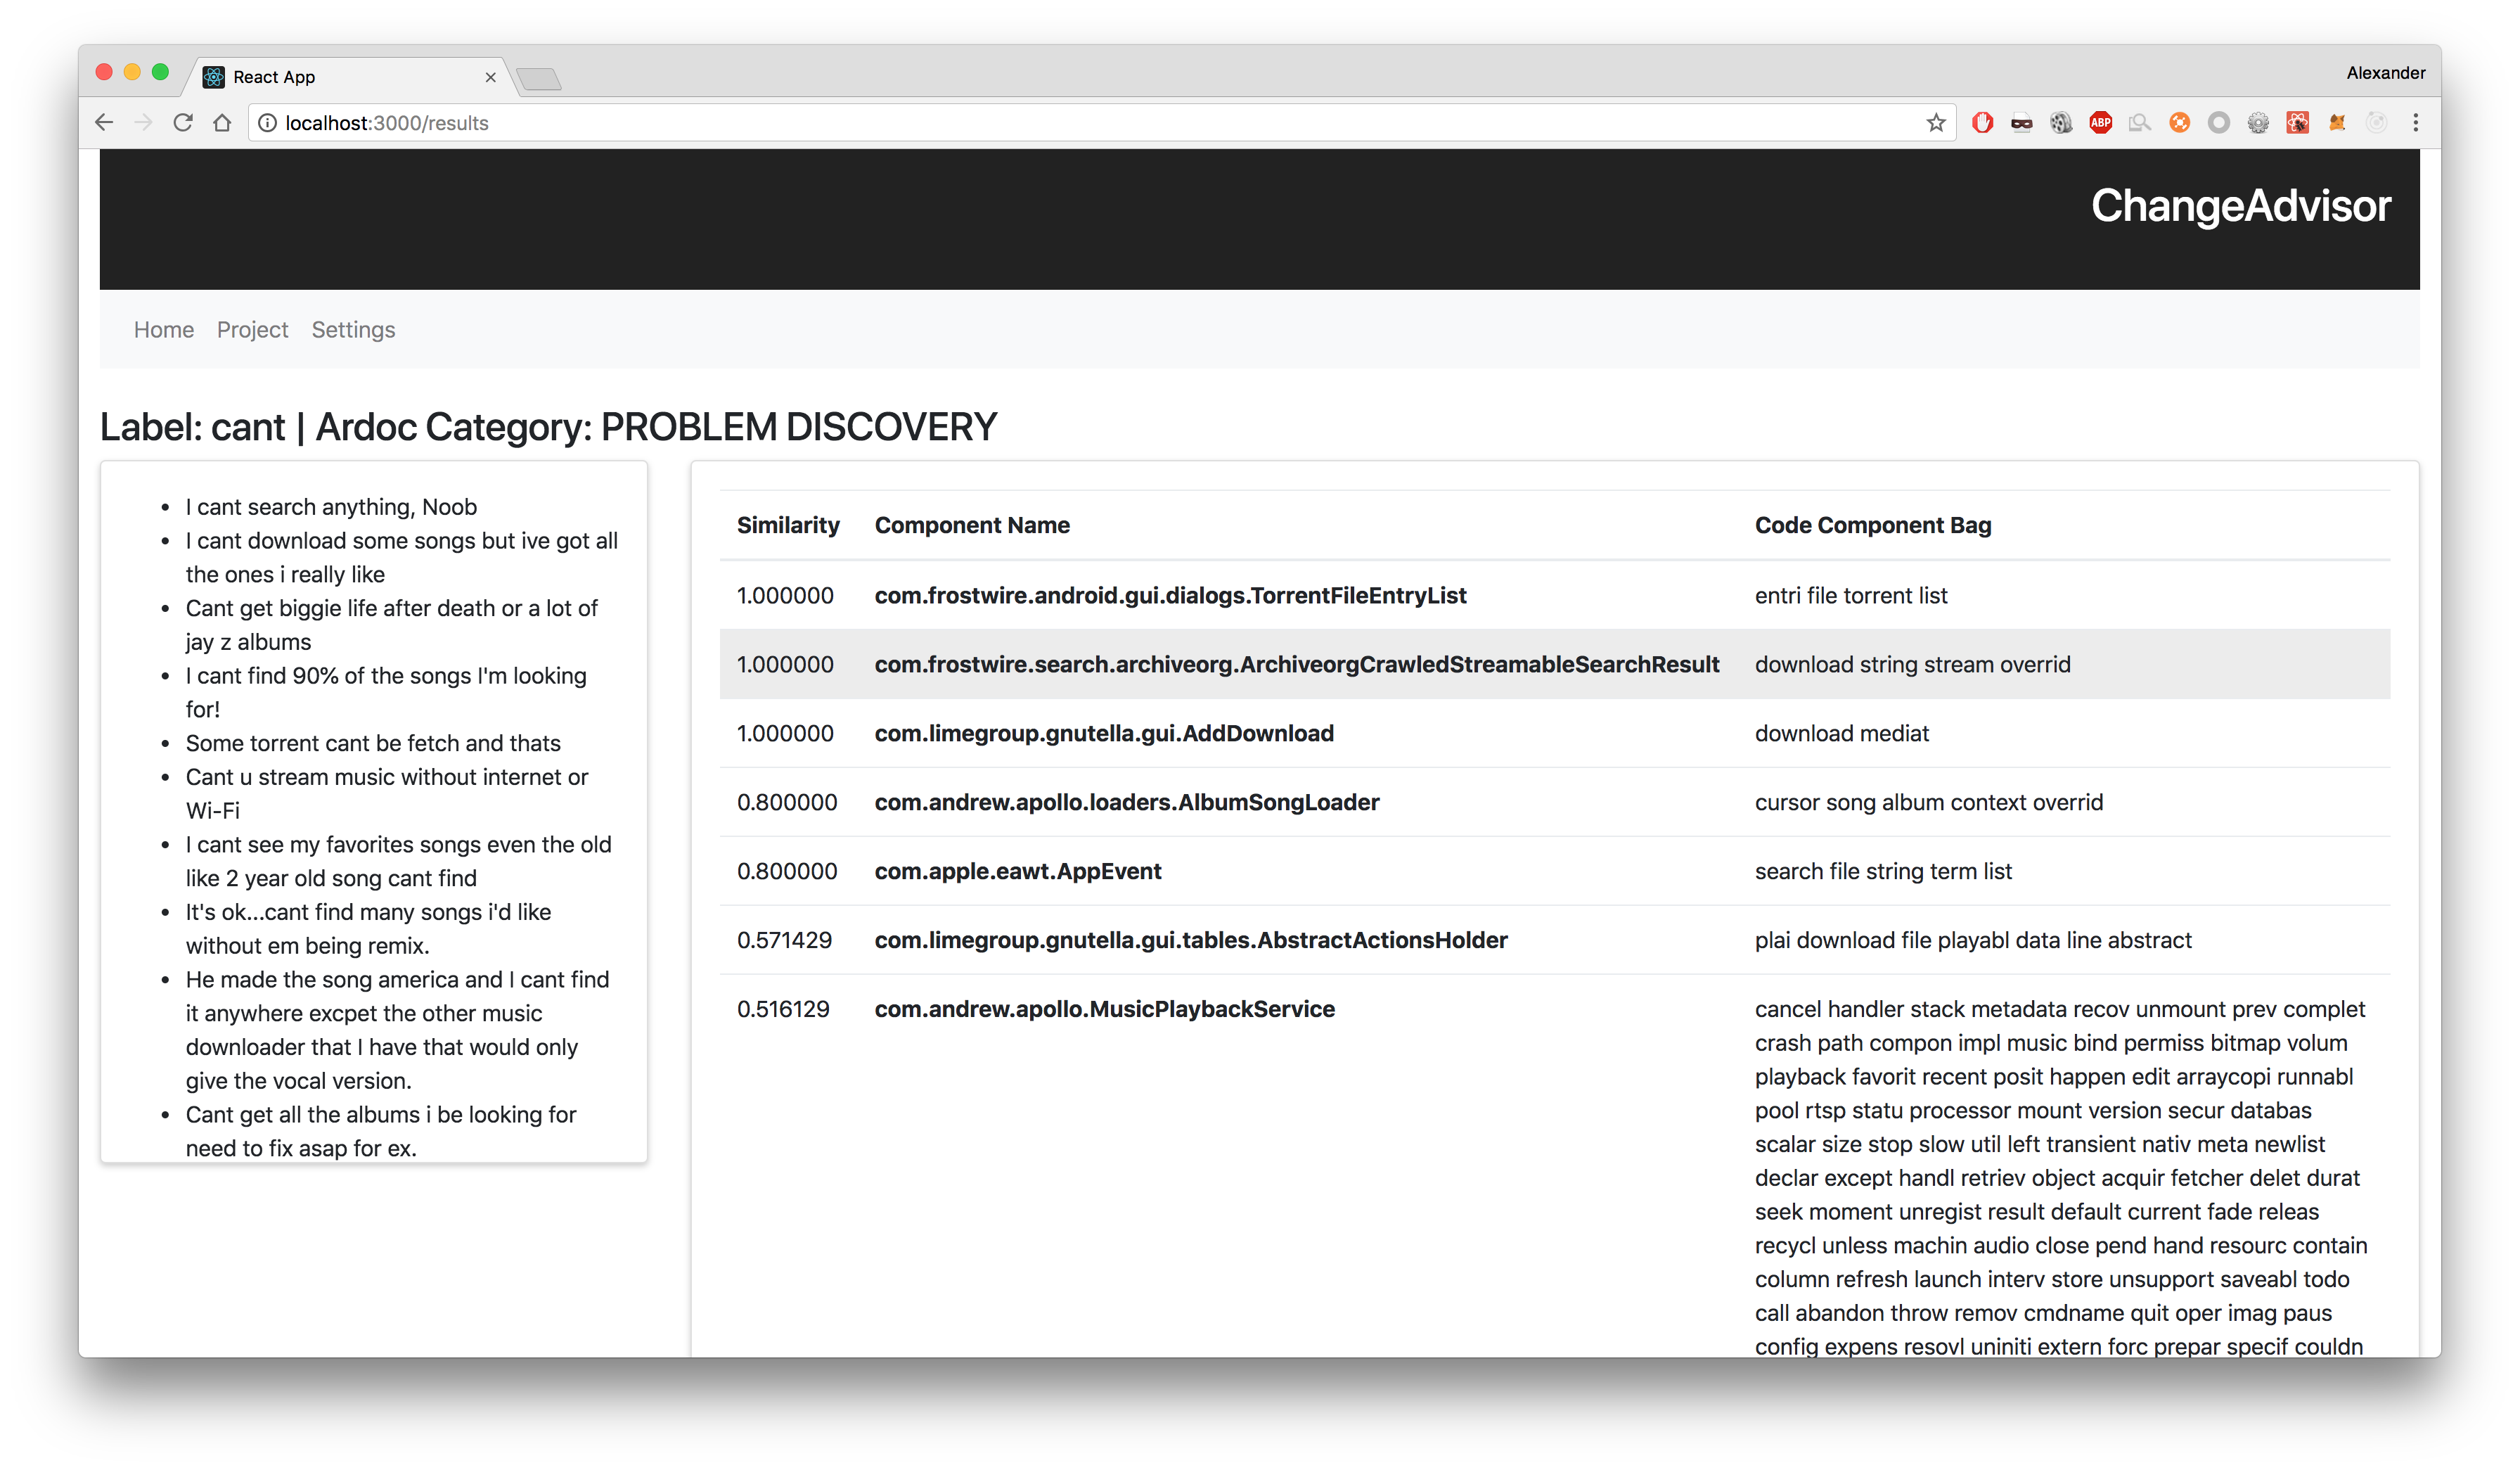 React App
Alexander
localhost:3000/results
ABP
ChangeAdvisor
Home Project Settings
Label: cant | Ardoc Category: PROBLEM DISCOVERY
I cant search anything, Noob
I cant download some songs but ive got all
the ones i really like
Cant get biggie life after death or a lot of
jay z albums
I cant find 90% of the songs I'm looking
for!
Some torrent cant be fetch and thats
Cant u stream music without internet or
Wi-Fi
I cant see my favorites songs even the old
like 2 year old song cant find
It's ok...cant find many songs i'd like
without em being remix.
He made the song america and I cant find
it anywhere excpet the other music
downloader that I have that would only
give the vocal version.
Cant get all the albums i be looking for
need to fix asap for ex.
Similarity Component Name Code Component Bag
1.000000 com.frostwire.android.gui.dialogs.TorrentFileEntryList entri file torrent list
1.000000 com.frostwire.search.archiveorg.ArchiveorgCrawledStreamableSearchResult download string stream overrid
1.000000 com.limegroup.gnutella.gui.AddDownload download mediat
0.800000 com.andrew.apollo.loaders.AlbumSongLoader cursor song album context overrid
0.800000 com.apple.eawt.AppEvent search file string term list
0.571429 com.limegroup.gnutella.gui.tables.AbstractActionsHolder plai download file playabl data line abstract
0.516129 com.andrew.apollo.MusicPlaybackService cancel handler stack metadata recov unmount prev complet
crash path compon impl music bind permiss bitmap volum
playback favorit recent posit happen edit arraycopi runnabl
pool rtsp statu processor mount version secur databas
scalar size stop slow util left transient nativ meta newlist
declar except handl retriev object acquir fetcher delet durat
seek moment unregist result default current fade releas
recycl unless machin audio close pend hand resourc contain
column refresh launch interv store unsupport saveabl todo
call abandon throw remov cmdname quit oper imag paus
config expens resovl uniniti extern forc prepar specif couldn